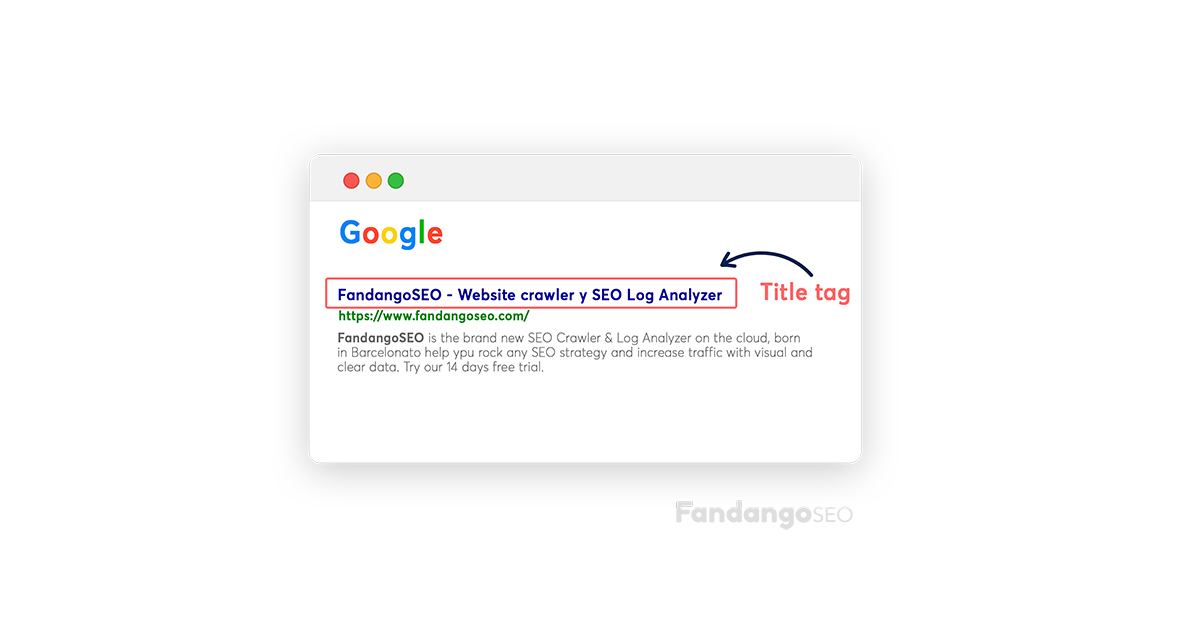 Google
FandangoSEO - Website crawler y SEO Log Analyzer
Title tag
https://www.fandangoseo.com/
FandangoSEO is the brand new SEO Crawler & Log Analyzer on the cloud, born
in Barcelonato help ypu rock any SEO strategy and increase traffic with visual and
clear data. Try our 14 days free trial.
FandangoSEO